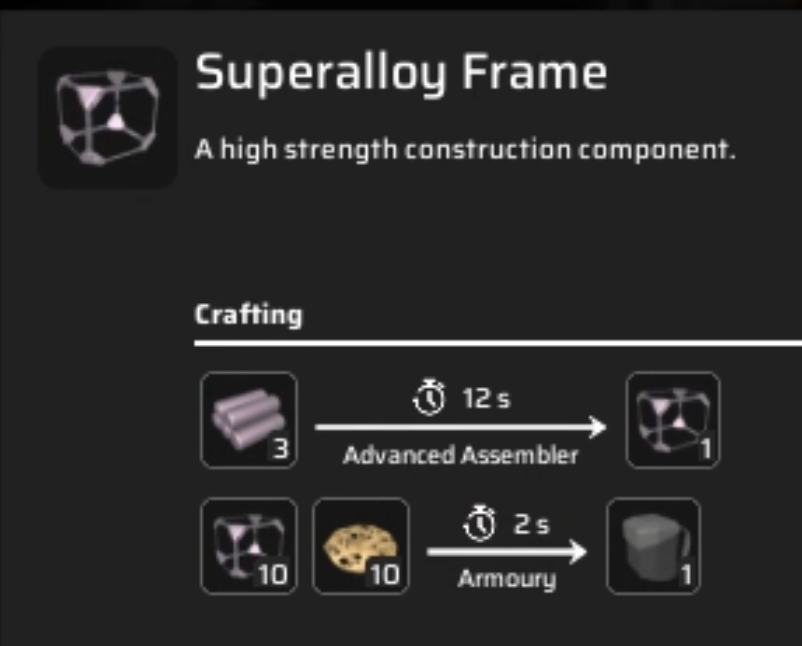 Superalloy Frame
A high strength construction component.
Crafting
3 12 s Advanced Assembler 1
10 10 2 s Armoury 1